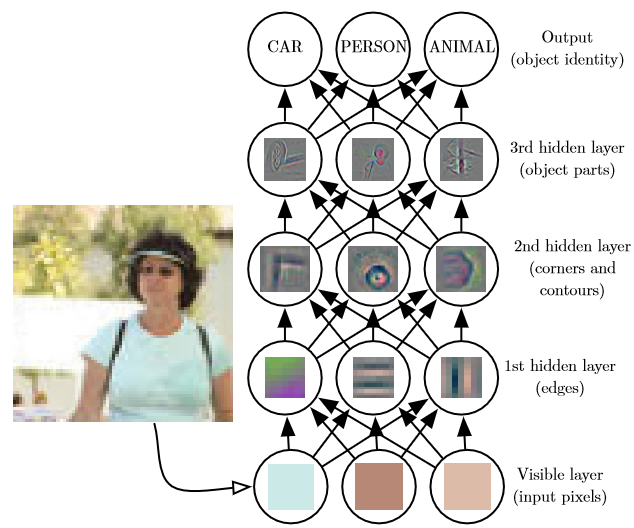 CAR PERSON ANIMAL
Output
(object identity)
3rd hidden layer
(object parts)
2nd hidden layer
(corners and
contours)
1st hidden layer
(edges)
Visible layer
(input pixels)